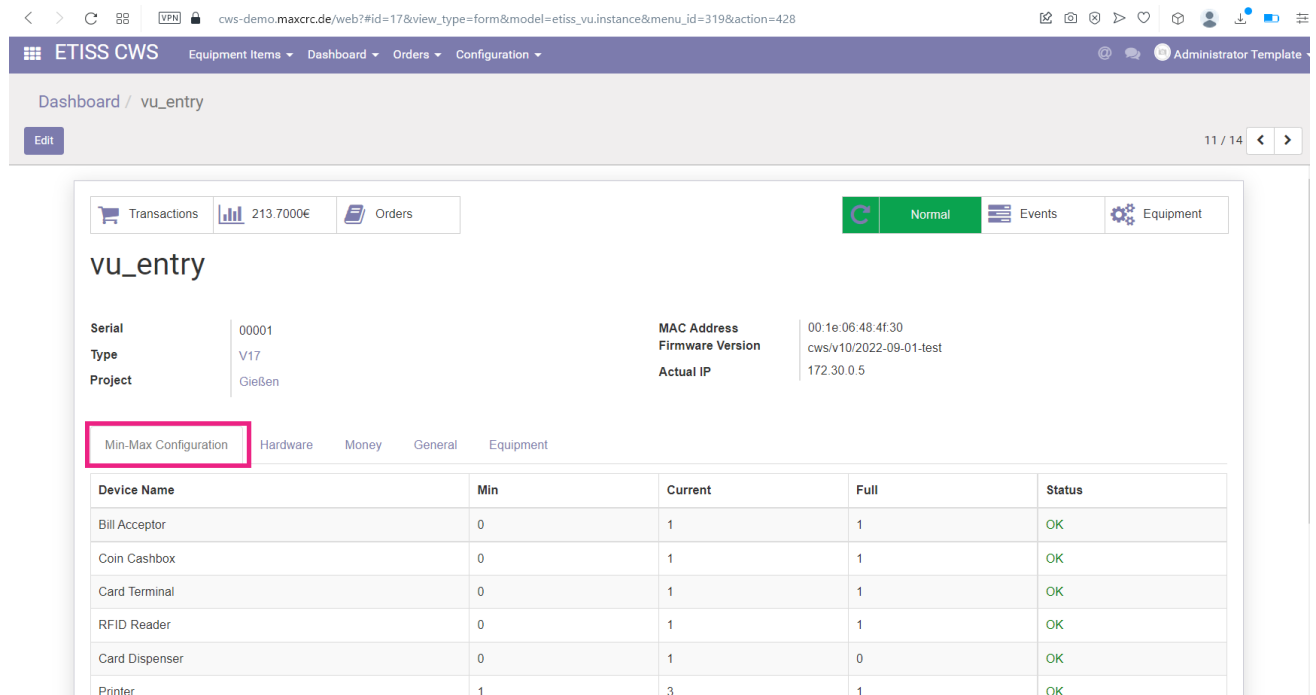 VPN cws-demo.maxcrc.de/web?#id=17&view_type=form&model=etiss_vu.instance&menu_id=319&action=428
ETISS CWS Equipment Items Dashboard Orders Configuration @ Administrator Template
Dashboard / vu_entry
Edit 11 / 14
Transactions 213.7000€ Orders Normal Events Equipment
vu_entry
Serial 00001
Type V17
Project Gießen
MAC Address 00:1e:06:48:4f:30
Firmware Version cws/v10/2022-09-01-test
Actual IP 172.30.0.5
Min-Max Configuration Hardware Money General Equipment
Device Name Min Current Full Status
Bill Acceptor 0 1 1 OK
Coin Cashbox 0 1 1 OK
Card Terminal 0 1 1 OK
RFID Reader 0 1 1 OK
Card Dispenser 0 1 0 OK
Printer 1 3 1 OK